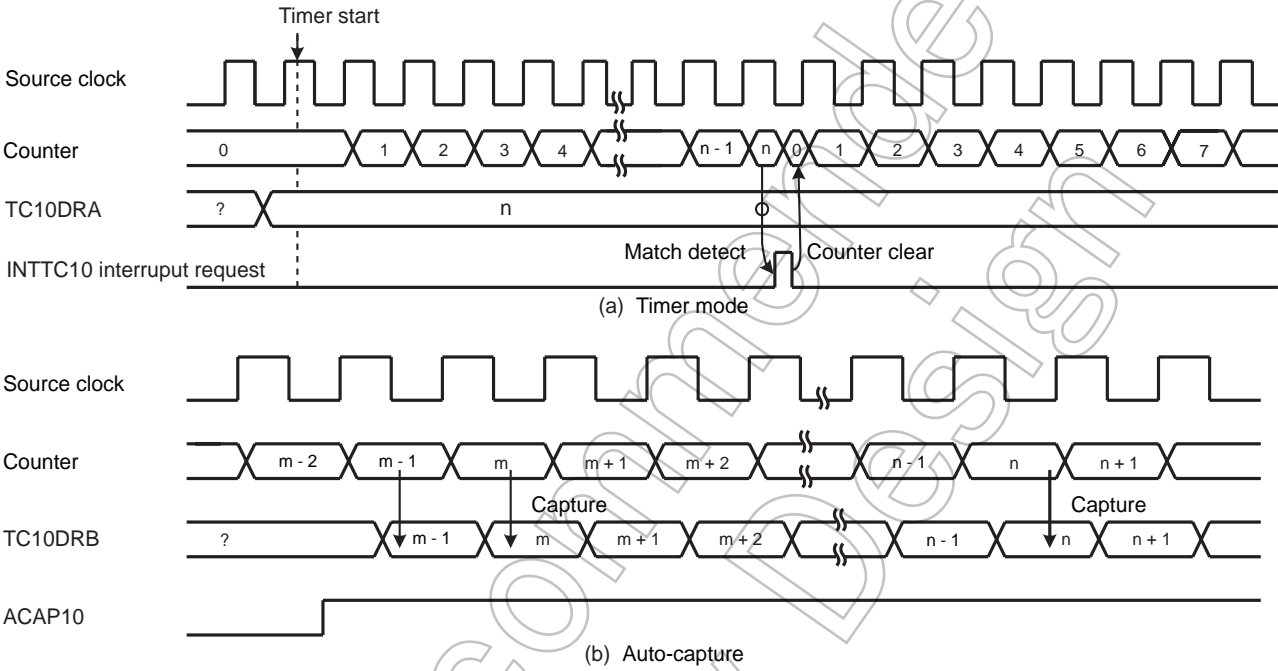 Timer start
Source clock
Counter 0 1 2 3 4 n - 1 n 0 1 2 3 4 5 6 7
TC10DRA ? n
Match detect Counter clear
INTTC10 interruput request
(a) Timer mode
Source clock
Counter m - 2 m - 1 m m + 1 m + 2 n - 1 n n + 1
Capture Capture
TC10DRB ? m - 1 m m + 1 m + 2 n - 1 n n + 1
ACAP10
(b) Auto-capture